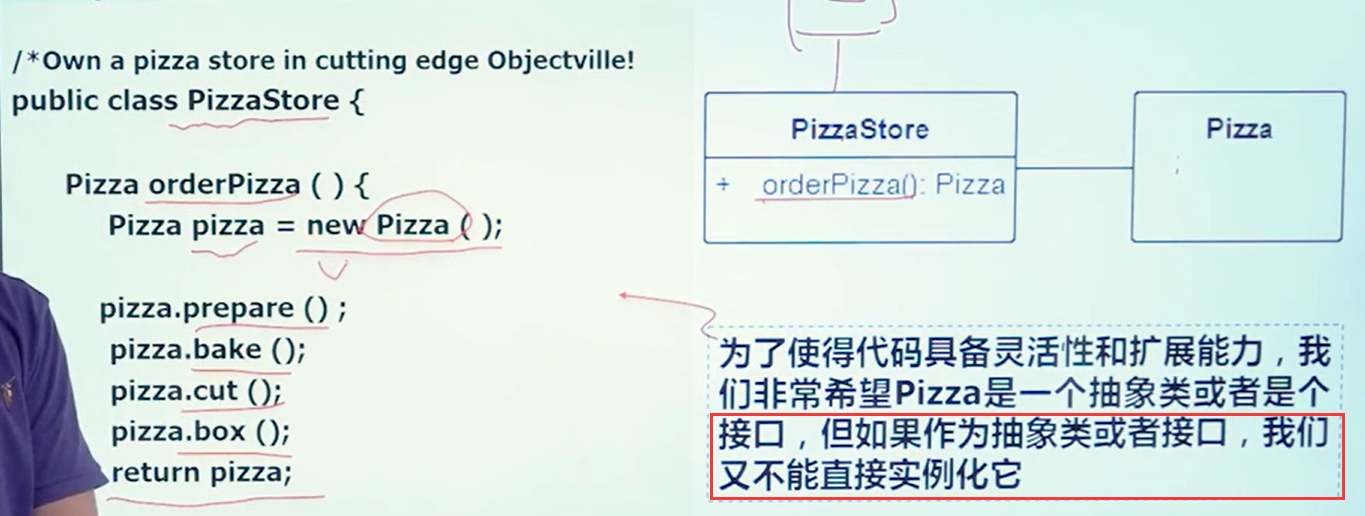 /*Own a pizza store in cutting edge Objectville!
public class PizzaStore {
Pizza orderPizza ( ) {
Pizza pizza = new Pizza ( );
pizza.prepare () ;
pizza.bake ();
pizza.cut ();
pizza.box ();
return pizza;
PizzaStore
+ orderPizza(): Pizza
Pizza
为了使得代码具备灵活性和扩展能力，我
们非常希望Pizza是一个抽象类或者是个
接口，但如果作为抽象类或者接口，我们
又不能直接实例化它